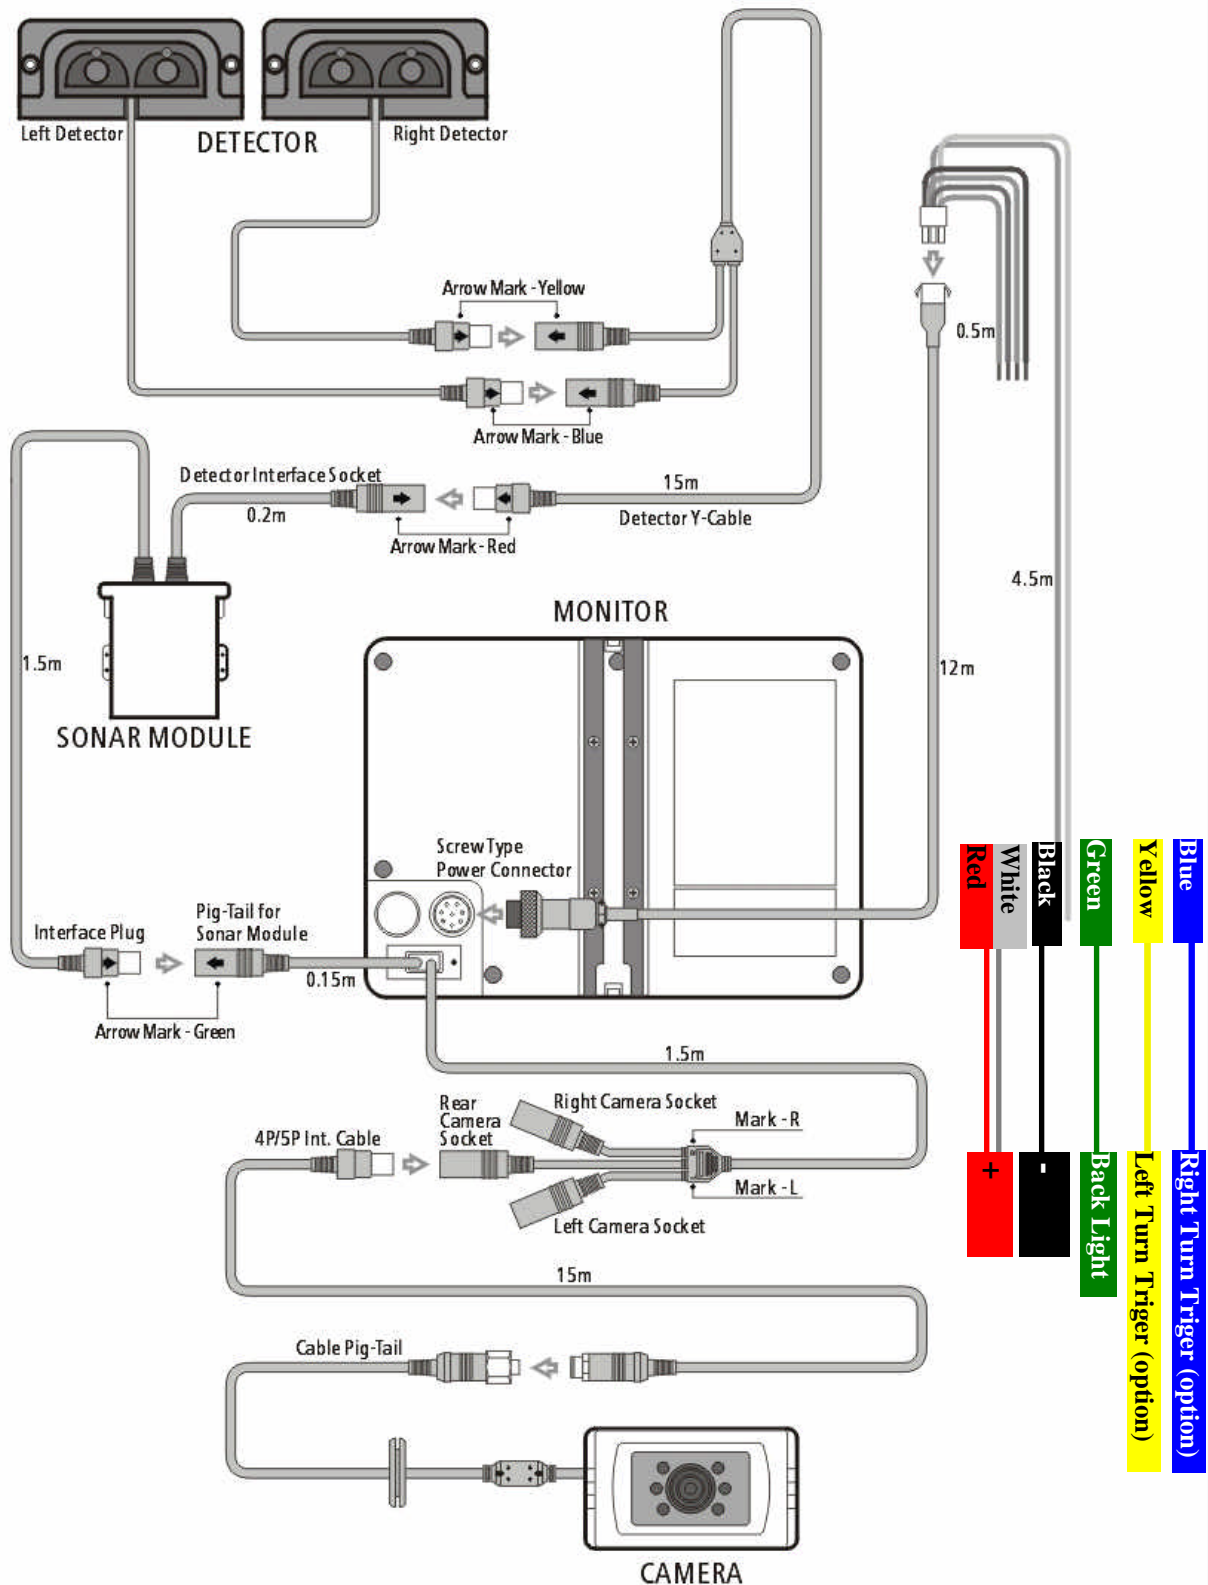 Left Detector
DETECTOR
Right Detector
Arrow Mark - Yellow
0.5m
Arrow Mark - Blue
Detector Interface Socket
0.2m
15m
Detector Y-Cable
Arrow Mark - Red
4.5m
MONITOR
1.5m
12m
SONAR MODULE
Screw Type
Power Connector
Pig-Tail for
Sonar Module
Interface Plug
0.15m
Arrow Mark - Green
Red
White
Black
Green
Yellow
Blue
+
-
Back Light
Left Turn Triger (option)
Right Turn Triger (option)
1.5m
Rear
Camera
Socket
Right Camera Socket
Mark - R
4P/5P Int. Cable
Mark - L
Left Camera Socket
15m
Cable Pig-Tail
CAMERA